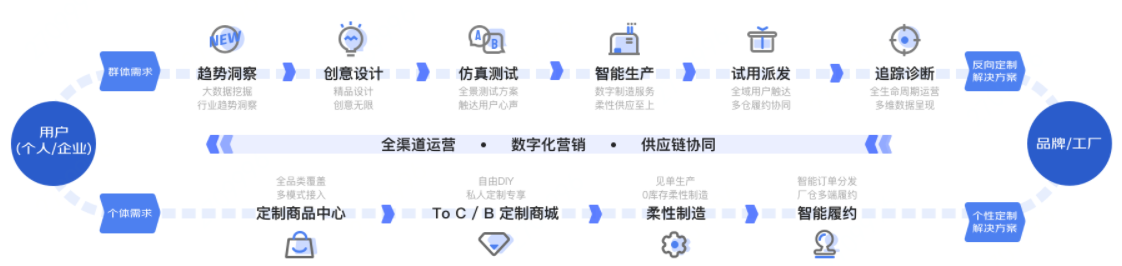 NEW
A
B
群体需求
趋势洞察
创意设计
仿真测试
智能生产
试用派发
追踪诊断
反向定制
解决方案
大数据挖掘
行业趋势洞察
精品设计
创意无限
全景测试方案
触达用户心声
数字制造服务
柔性供应至上
全域用户触达
多仓履约协同
全生命周期运营
多维数据呈现
用户
(个人/企业)
全渠道运营 • 数字化营销 • 供应链协同
品牌/工厂
全品类覆盖
多模式接入
自由DIY
私人定制专享
见单生产
0库存柔性制造
智能订单分发
厂仓多端履约
个体需求
定制商品中心
To C / B 定制商城
柔性制造
智能履约
个性定制
解决方案